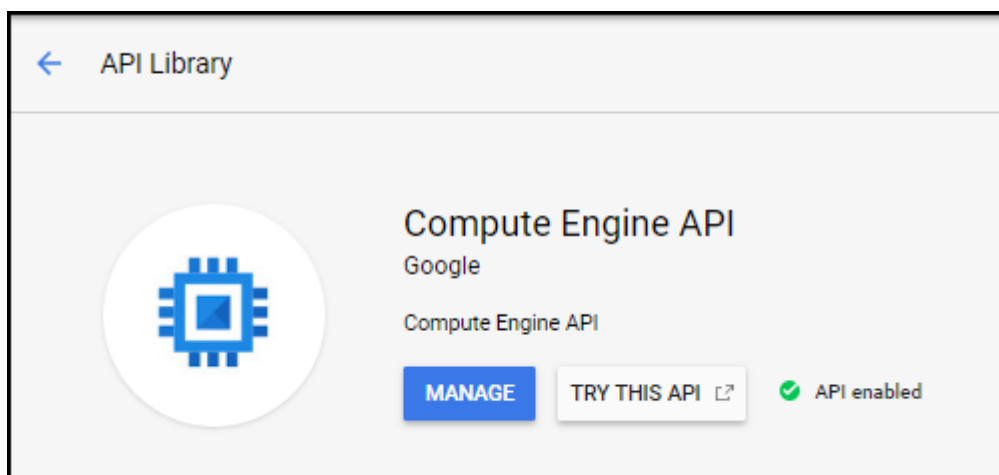 API Library
Compute Engine API
Google
Compute Engine API
MANAGE TRY THIS API API enabled